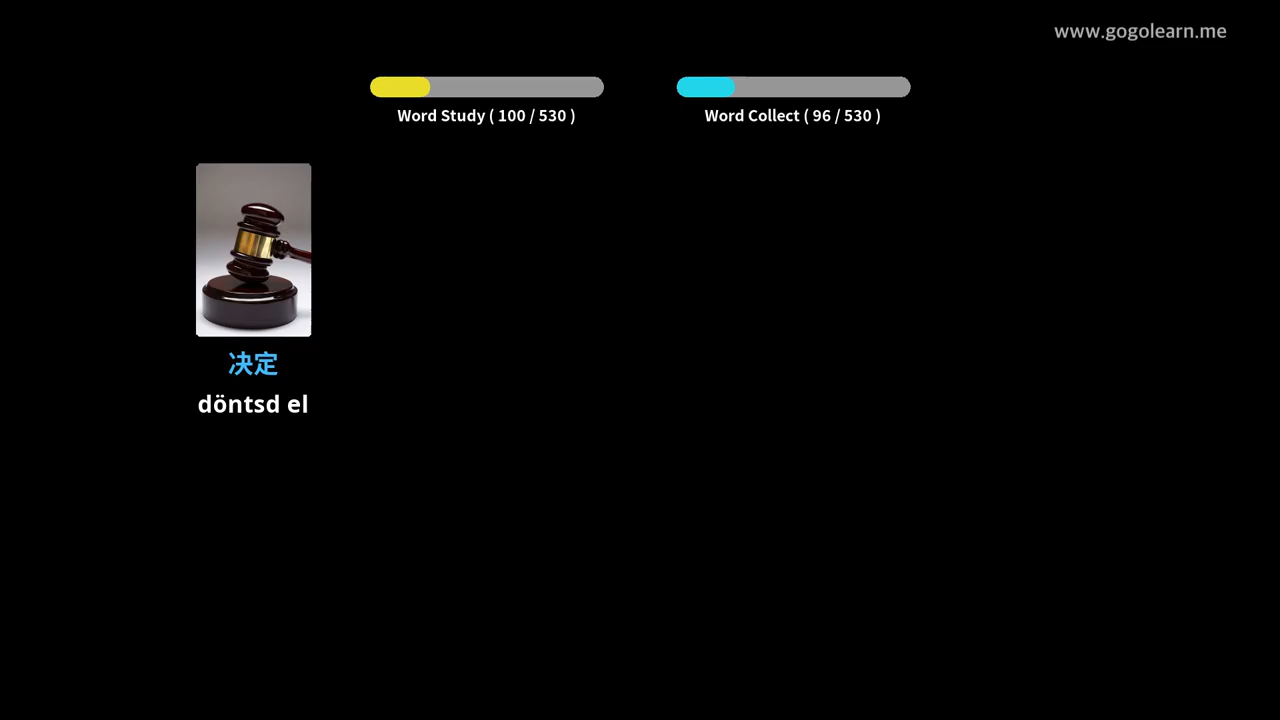 www.gogolearn.me
Word Study ( 100 / 530 )
Word Collect ( 96 / 530 )
决定
döntsd el